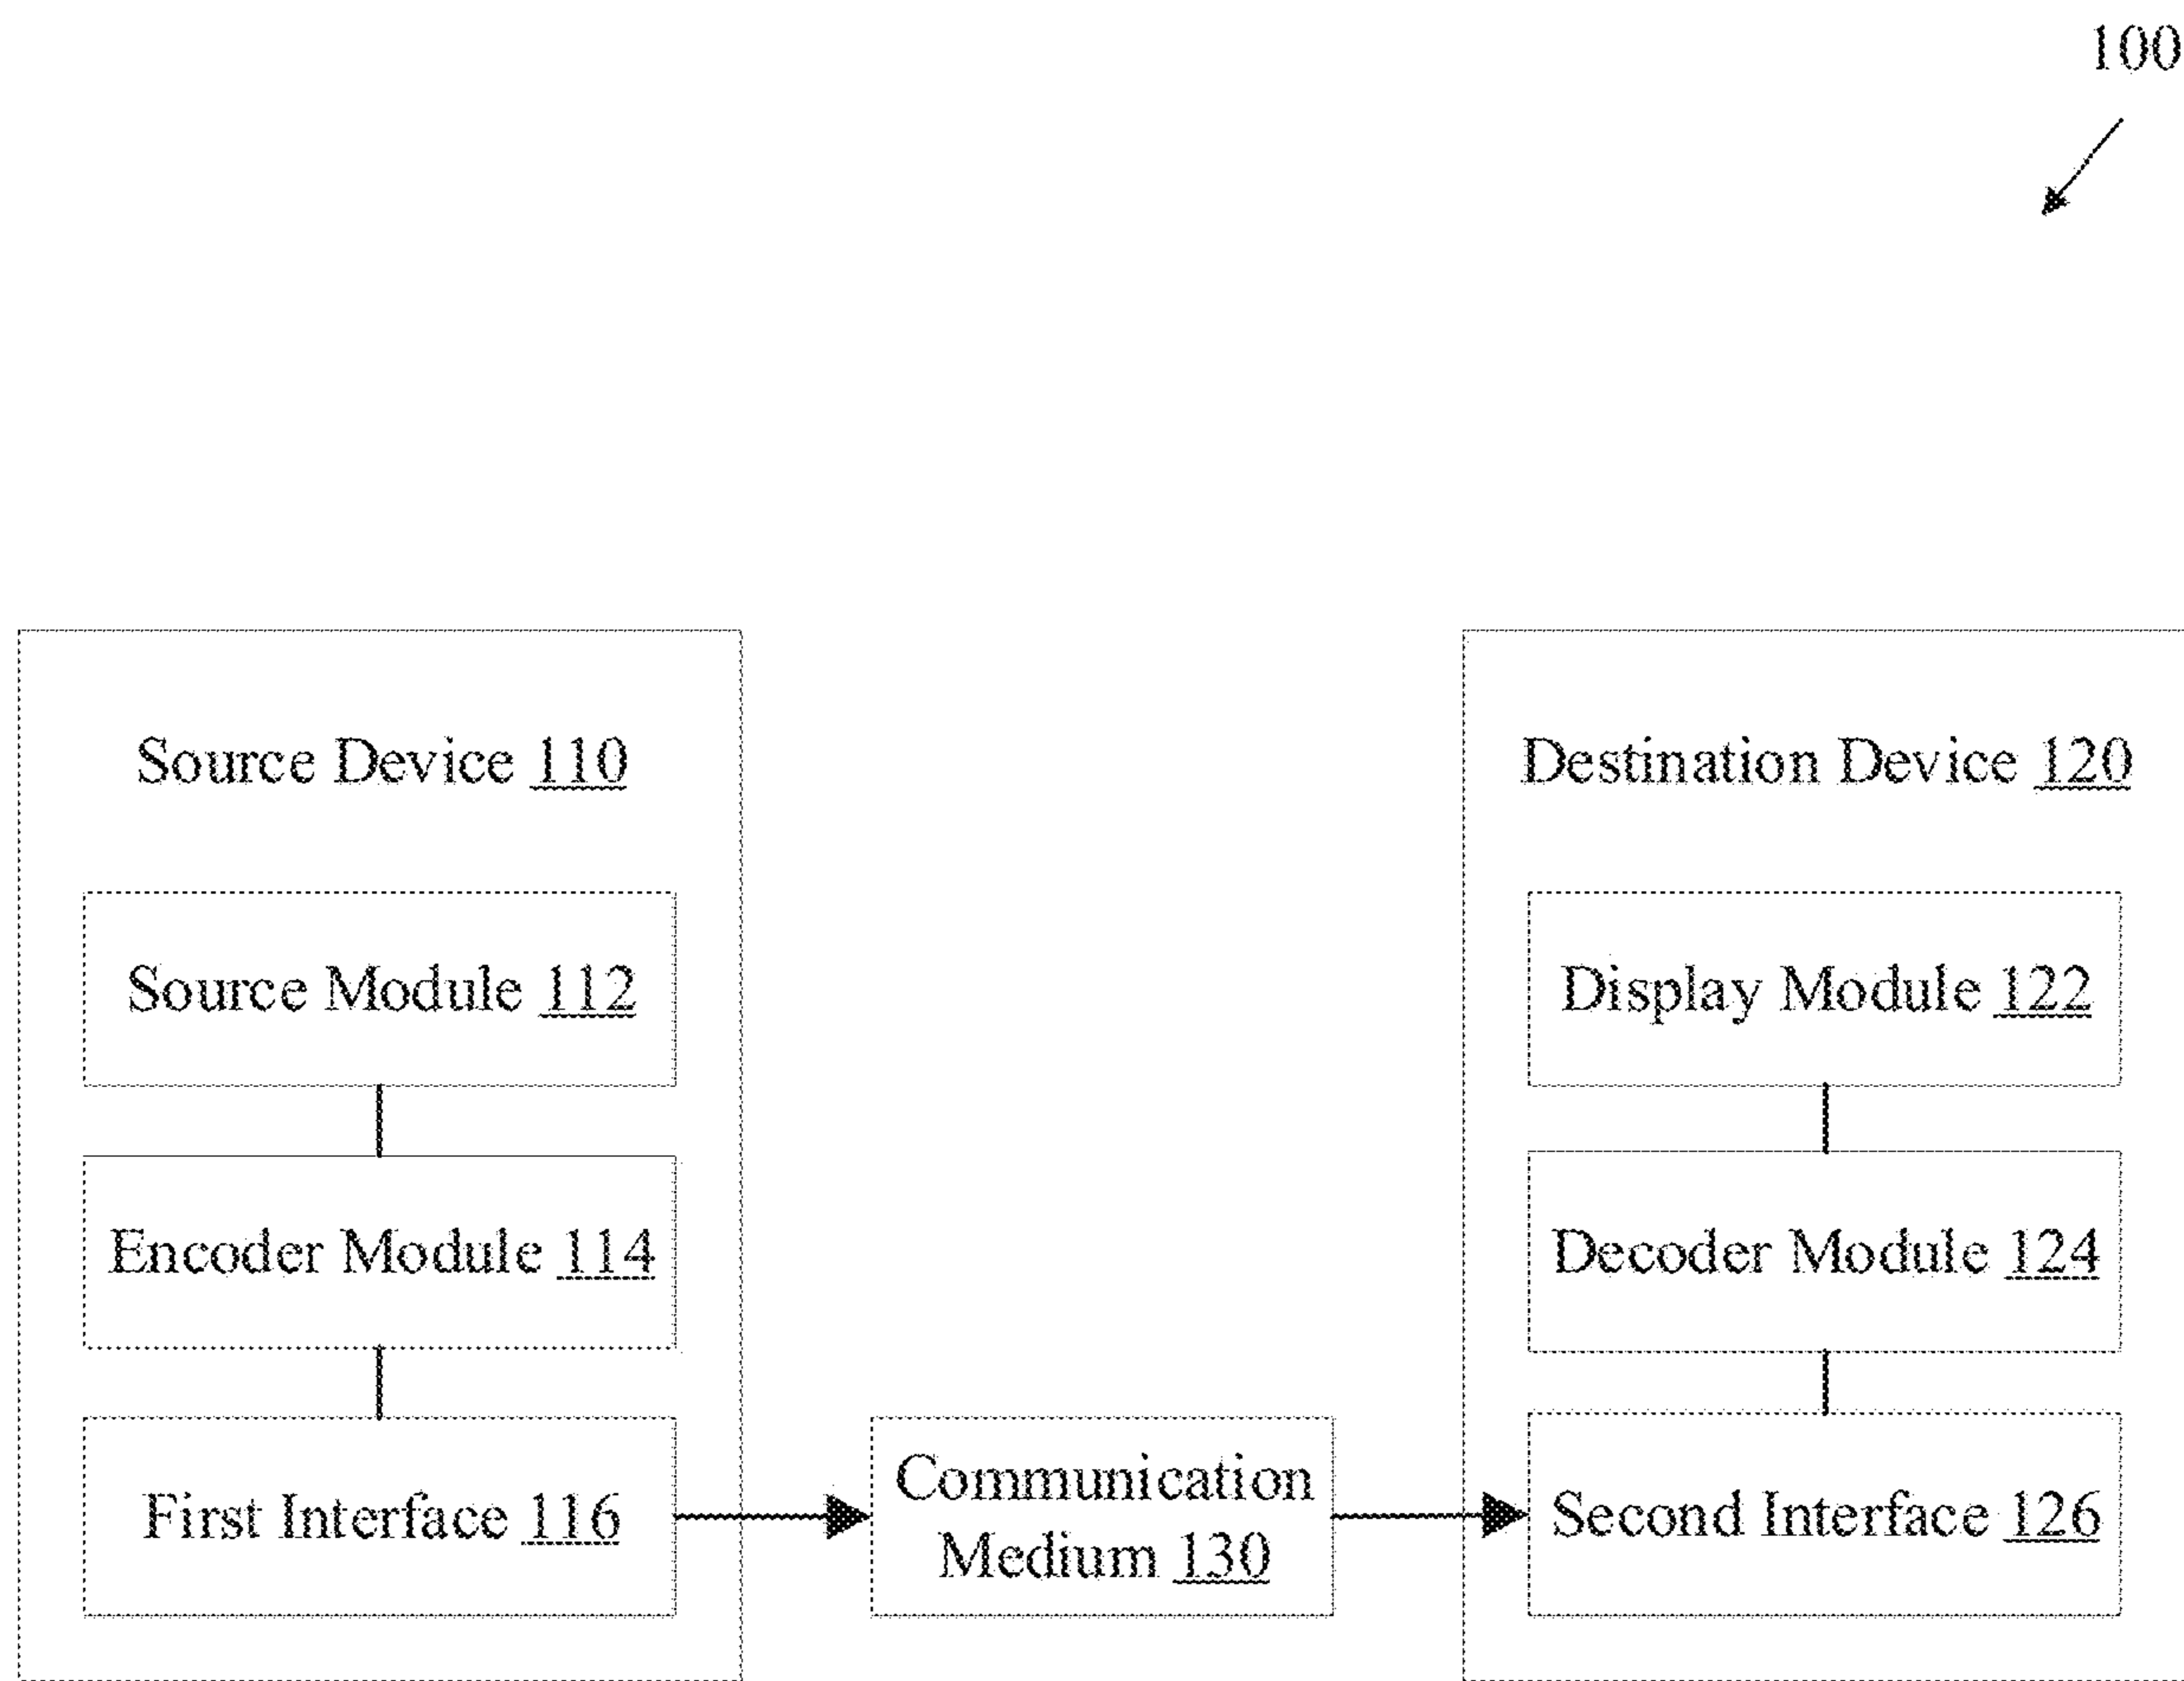 100
Source Device 110
Source Module 112
Encoder Module 114
First Interface 116
Communication
Medium 130
Destination Device 120
Display Module 122
Decoder Module 124
Second Interface 126